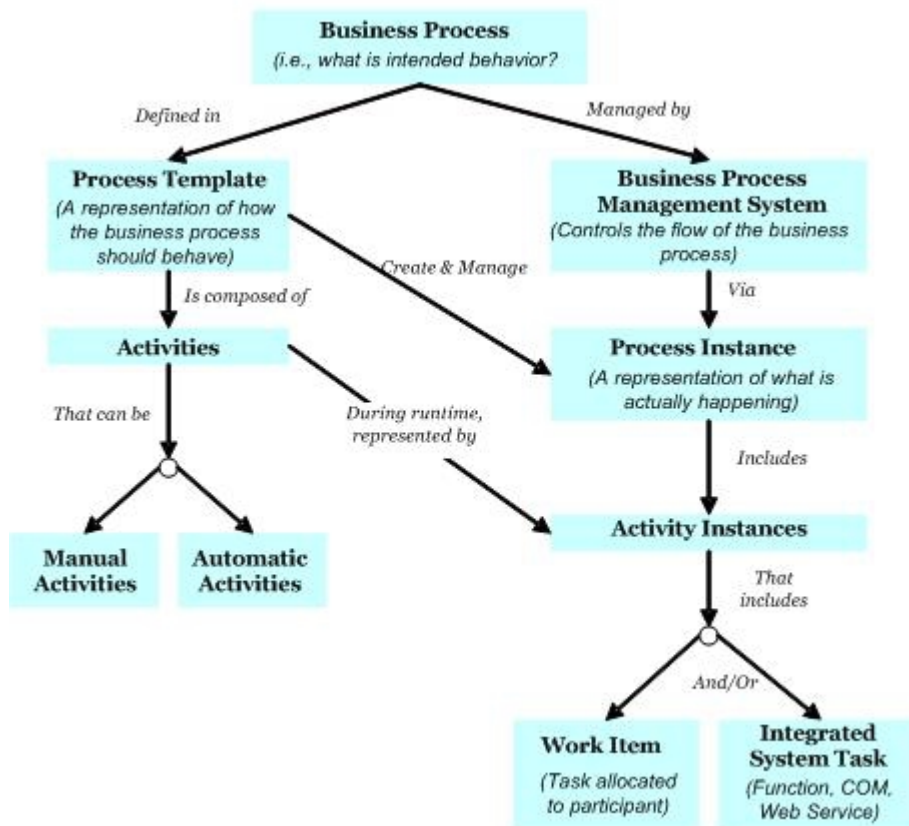 Business Process
(i.e., what is intended behavior?
Defined in
Managed by
Process Template
(A representation of how
the business process
should behave)
Business Process
Management System
(Controls the flow of the business
process)
Create & Manage
Is composed of
Via
Activities
Process Instance
(A representation of what is
actually happening)
That can be
During runtime,
represented by
Includes
Manual
Activities
Automatic
Activities
Activity Instances
That
includes
And/Or
Work Item
(Task allocated
to participant)
Integrated
System Task
(Function, COM,
Web Service)